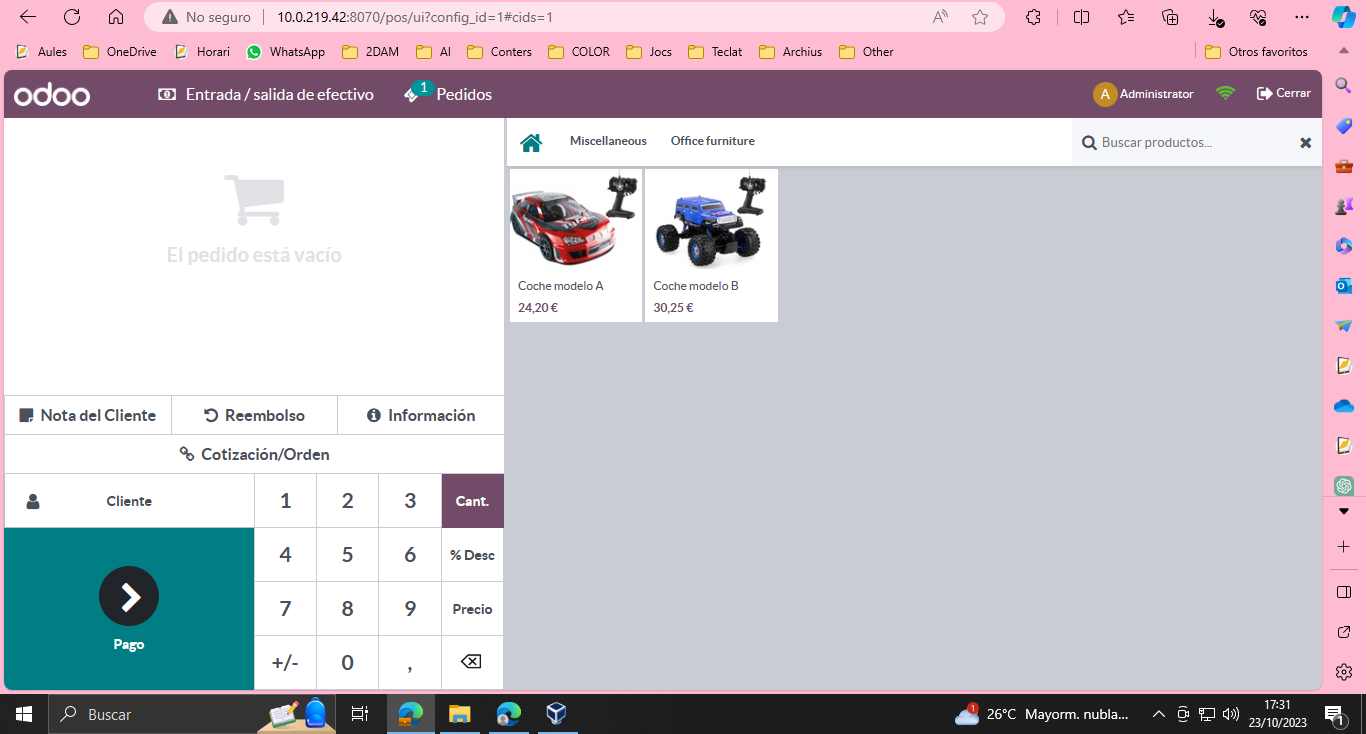 No seguro
10.0.219.42:8070/pos/ui?config_id=1#cids=1
Aules
OneDrive
Horari
WhatsApp
2DAM
AI
Conters
COLOR
Jocs
Teclat
Archius
Other
Otros favoritos
odoo
Entrada / salida de efectivo
1
Pedidos
A
Administrator
Cerrar
El pedido está vacío
Miscellaneous
Office furniture
Buscar productos...
Coche modelo A
24,20 €
Coche modelo B
30,25 €
Nota del Cliente
Reembolso
Información
Cotización/Orden
Cliente
1
2
3
Cant.
4
5
6
% Desc
7
8
9
Precio
Pago
+/-
0
,
Buscar
1
26°C
Mayorm. nubla...
17:31
23/10/2023
1